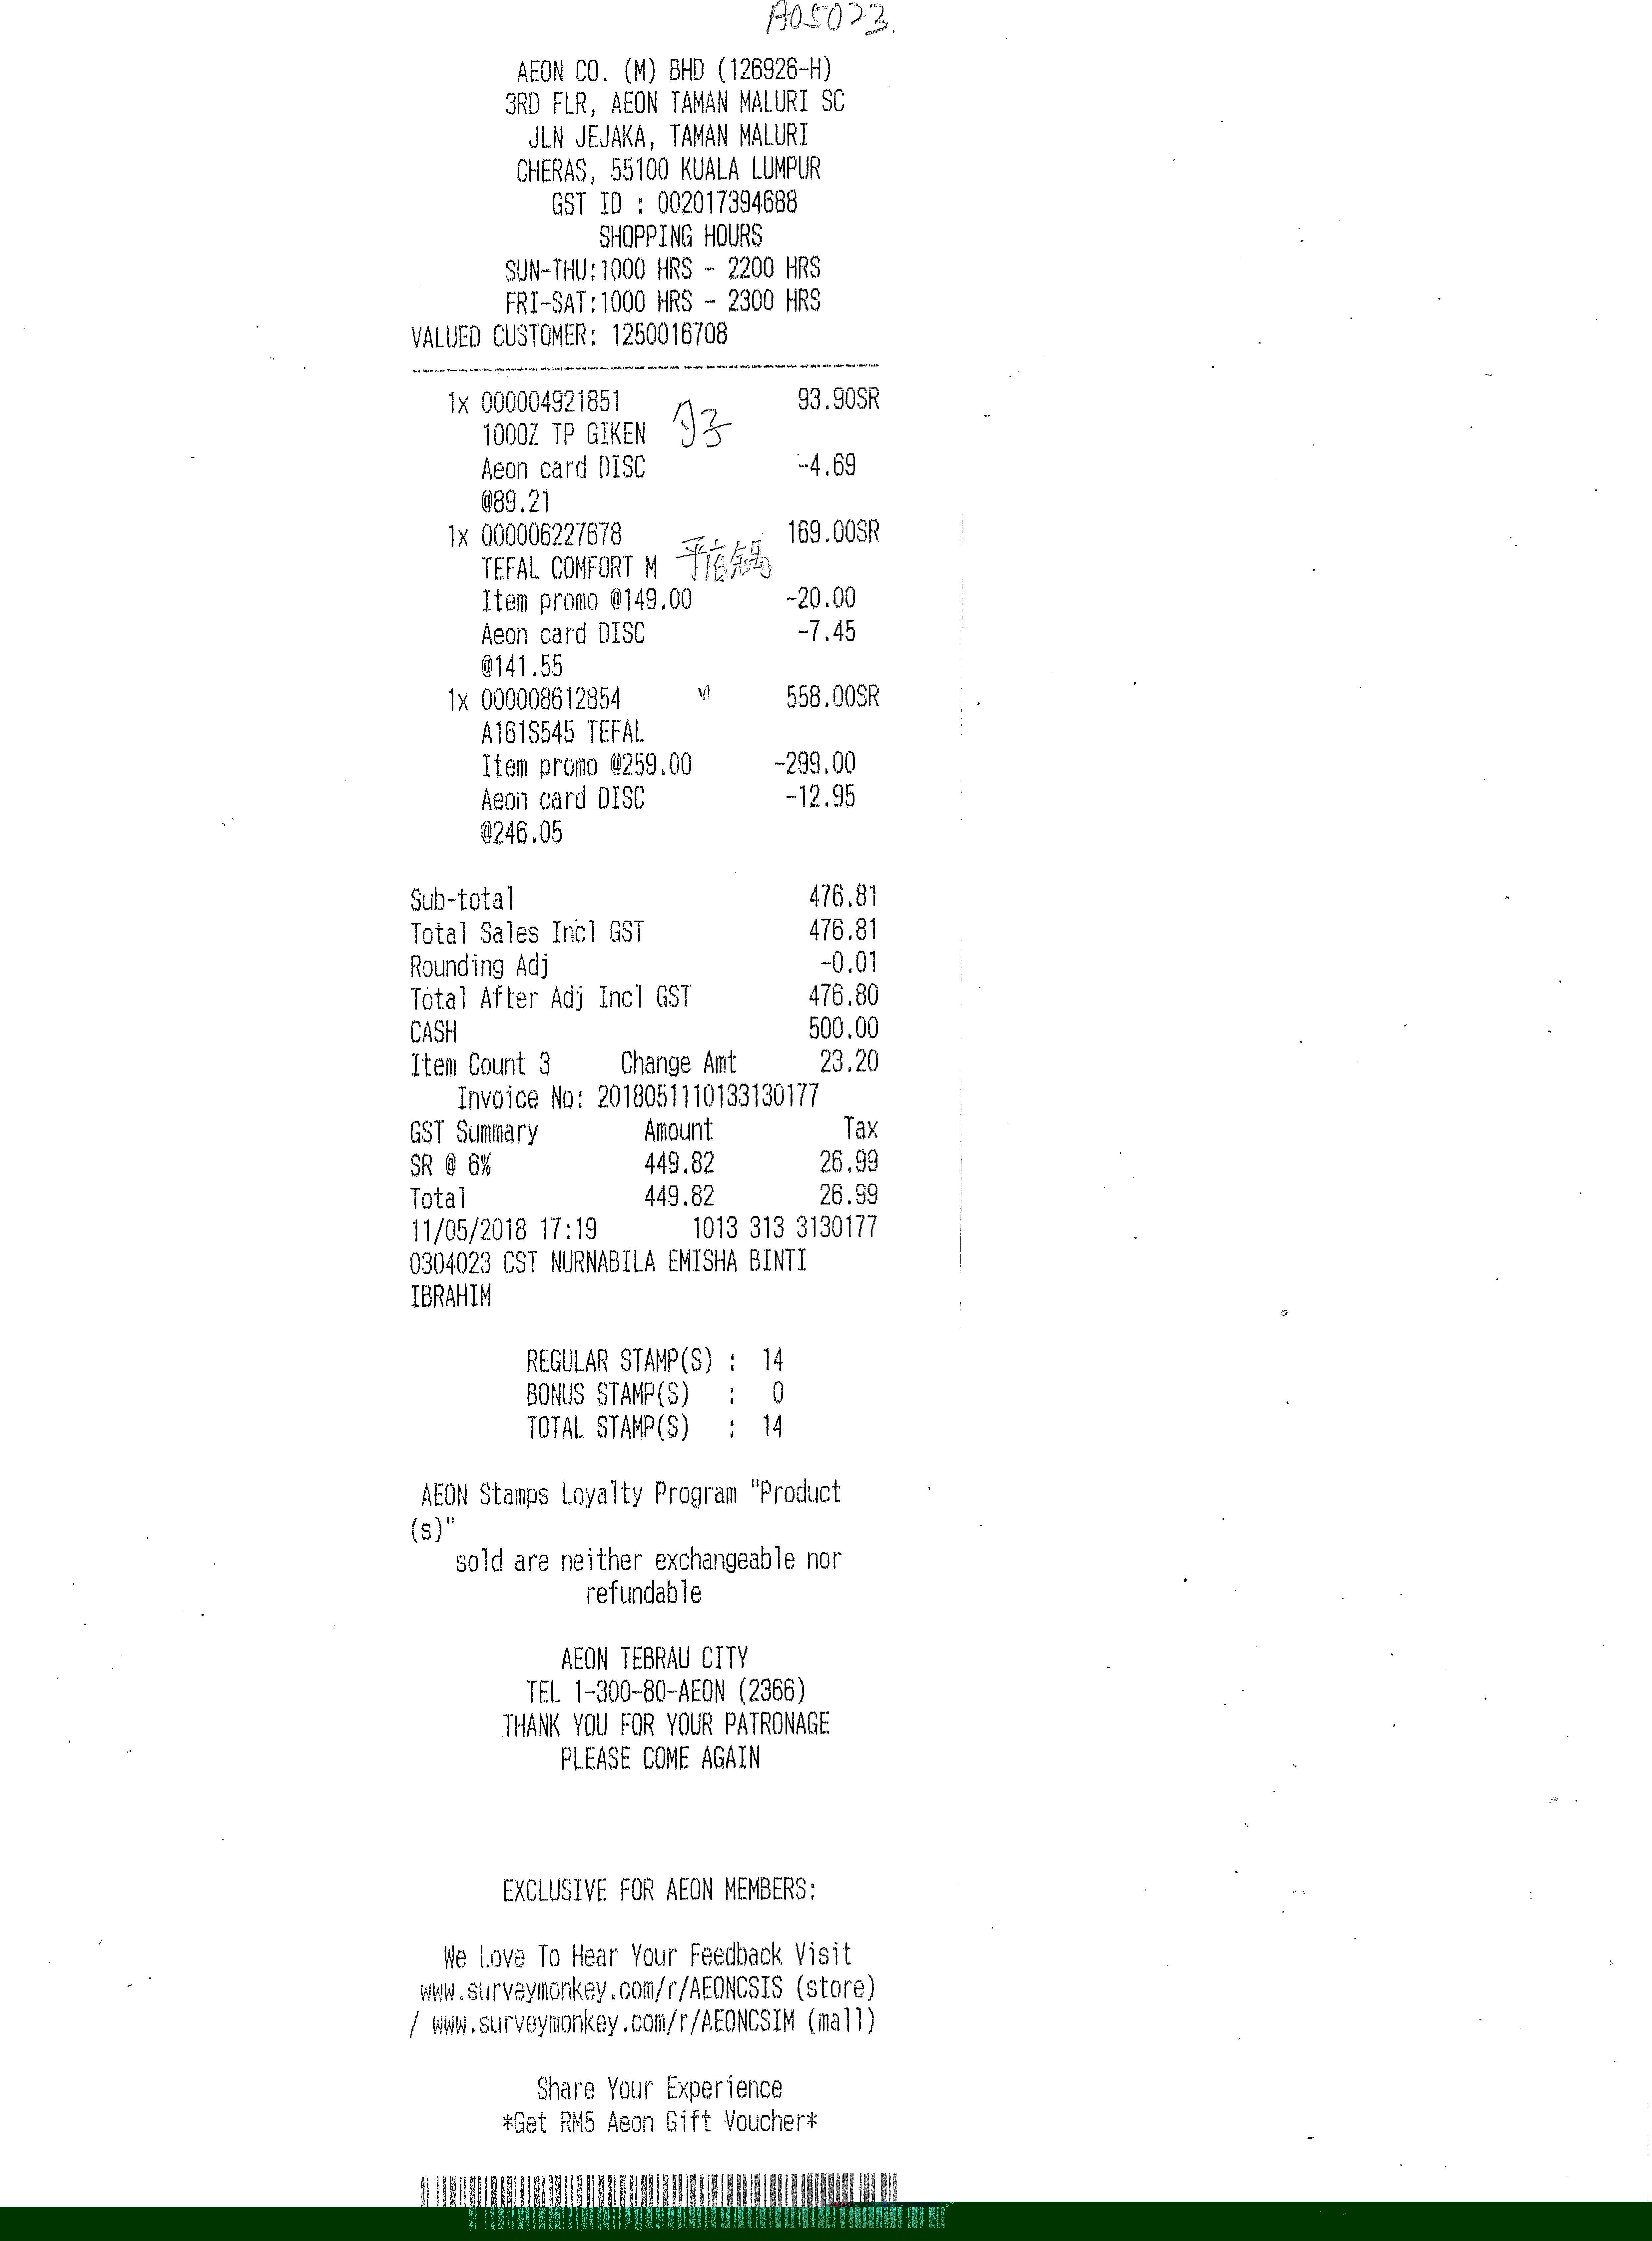 A05023.
AEON CO. (M) BHD (126926-H)
3RD FLR, AEON TAMAN MALURI SC
JLN JEJAKA, TAMAN MALURI
CHERAS, 55100 KUALA LUMPUR
GST ID : 002017394688
SHOPPING HOURS
SUN-THU:1000 HRS - 2200 HRS
FRI-SAT:1000 HRS - 2300 HRS
VALUED CUSTOMER: 1250016708
1x 000004921851 93.90SR
1000Z TP GIKEN
Aeon card DISC -4.69
@89.21
1x 000006227678 169.00SR
TEFAL COMFORT M 平底锅
Item promo @149.00 -20.00
Aeon card DISC -7.45
@141.55
1x 000008612854 558.00SR
A161S545 TEFAL
Item promo @259.00 -299.00
Aeon card DISC -12.95
@246.05
Sub-total 476.81
Total Sales Incl GST 476.81
Rounding Adj -0.01
Total After Adj Incl GST 476.80
CASH 500.00
Item Count 3 Change Amt 23.20
Invoice No: 2018051110133130177
GST Summary Amount Tax
SR @ 6% 449.82 26.99
Total 449.82 26.99
11/05/2018 17:19 1013 313 3130177
0304023 CST NURNABILA EMISHA BINTI
IBRAHIM
REGULAR STAMP(S) : 14
BONUS STAMP(S) : 0
TOTAL STAMP(S) : 14
AEON Stamps Loyalty Program "Product
(s)"
sold are neither exchangeable nor
refundable
AEON TEBRAU CITY
TEL 1-300-80-AEON (2366)
THANK YOU FOR YOUR PATRONAGE
PLEASE COME AGAIN
EXCLUSIVE FOR AEON MEMBERS:
We Love To Hear Your Feedback Visit
www.surveymonkey.com/r/AEONCSIS (store)
/ www.surveymonkey.com/r/AEONCSIM (mall)
Share Your Experience
*Get RM5 Aeon Gift Voucher*